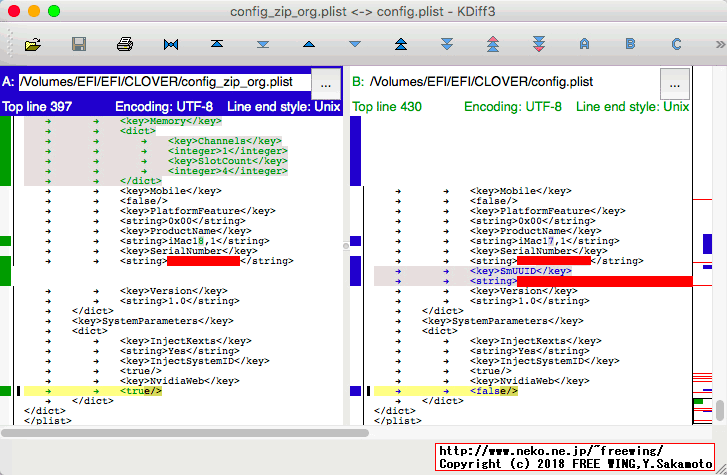 config_zip_org.plist <-> config.plist - KDiff3
A B C »
A: /Volumes/EFI/EFI/CLOVER/config_zip_org.plist ...
Top line 397 Encoding: UTF-8 Line end style: Unix
<key>Memory</key>
<dict>
<key>Channels</key>
<integer>1</integer>
<key>SlotCount</key>
<integer>4</integer>
</dict>
<key>Mobile</key>
<false/>
<key>PlatformFeature</key>
<string>0x00</string>
<key>ProductName</key>
<string>iMac18,1</string>
<key>SerialNumber</key>
<string></string>
<key>Version</key>
<string>1.0</string>
</dict>
<key>SystemParameters</key>
<dict>
<key>InjectKexts</key>
<string>Yes</string>
<key>InjectSystemID</key>
<true/>
<key>NvidiaWeb</key>
<true/>
</dict>
</dict>
</plist>
B: /Volumes/EFI/EFI/CLOVER/config.plist ...
Top line 430 Encoding: UTF-8 Line end style: Unix
<key>Mobile</key>
<false/>
<key>PlatformFeature</key>
<string>0x00</string>
<key>ProductName</key>
<string>iMac17,1</string>
<key>SerialNumber</key>
<string></string>
<key>SmUUID</key>
<string>
<key>Version</key>
<string>1.0</string>
</dict>
<key>SystemParameters</key>
<dict>
<key>InjectKexts</key>
<string>Yes</string>
<key>InjectSystemID</key>
<true/>
<key>NvidiaWeb</key>
<false/>
</dict>
</dict>
</plist>
http://www.neko.ne.jp/~freewing/
Copyright (c) 2018 FREE WING,Y.Sakamoto